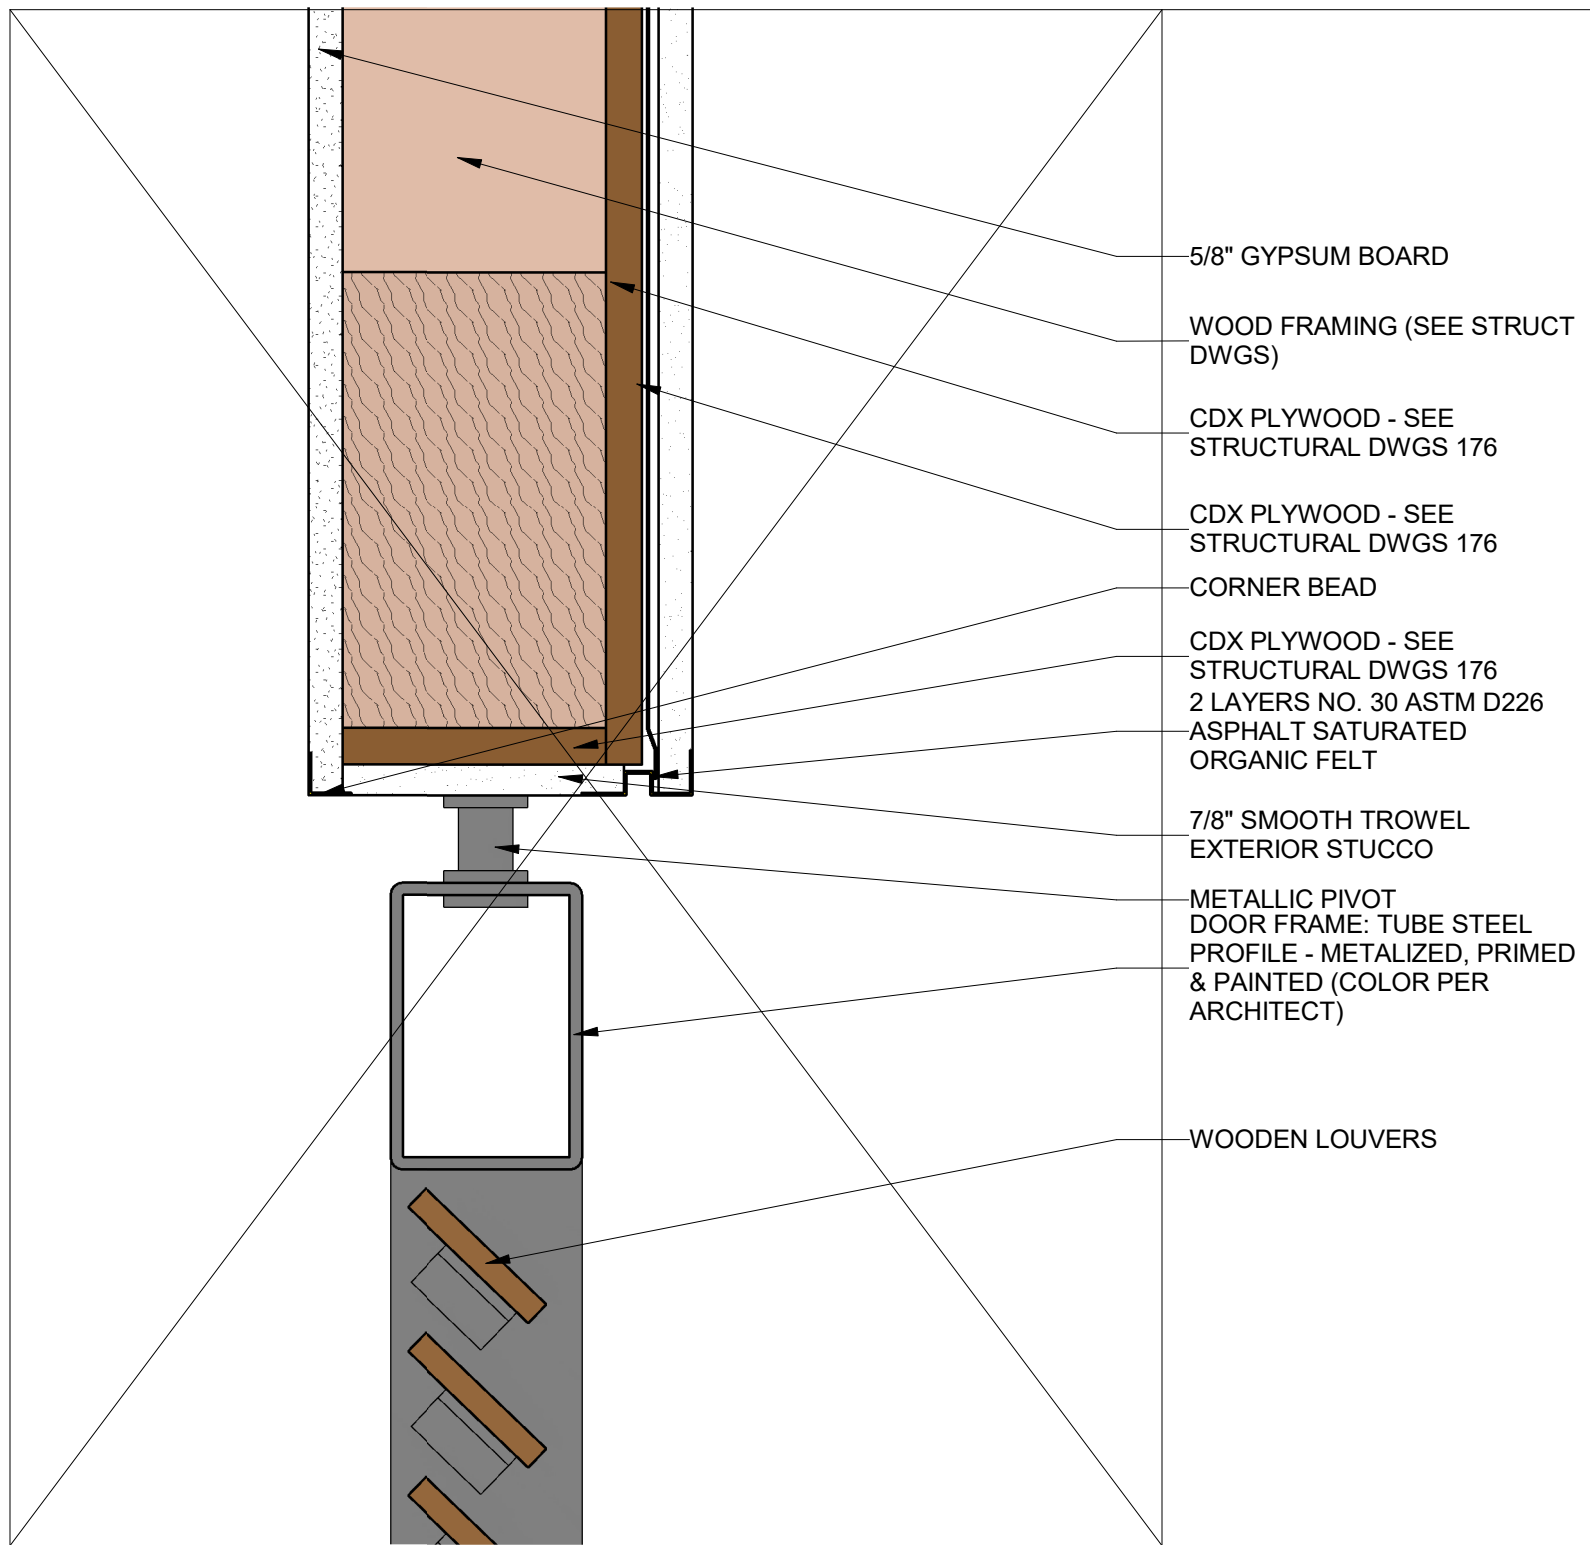 5/8" GYPSUM BOARD
WOOD FRAMING (SEE STRUCT
DWGS)
CDX PLYWOOD - SEE
STRUCTURAL DWGS 176
CDX PLYWOOD - SEE
STRUCTURAL DWGS 176
CORNER BEAD
CDX PLYWOOD - SEE
STRUCTURAL DWGS 176
2 LAYERS NO. 30 ASTM D226
ASPHALT SATURATED
ORGANIC FELT
7/8" SMOOTH TROWEL
EXTERIOR STUCCO
METALLIC PIVOT
DOOR FRAME: TUBE STEEL
PROFILE - METALIZED, PRIMED
& PAINTED (COLOR PER
ARCHITECT)
WOODEN LOUVERS